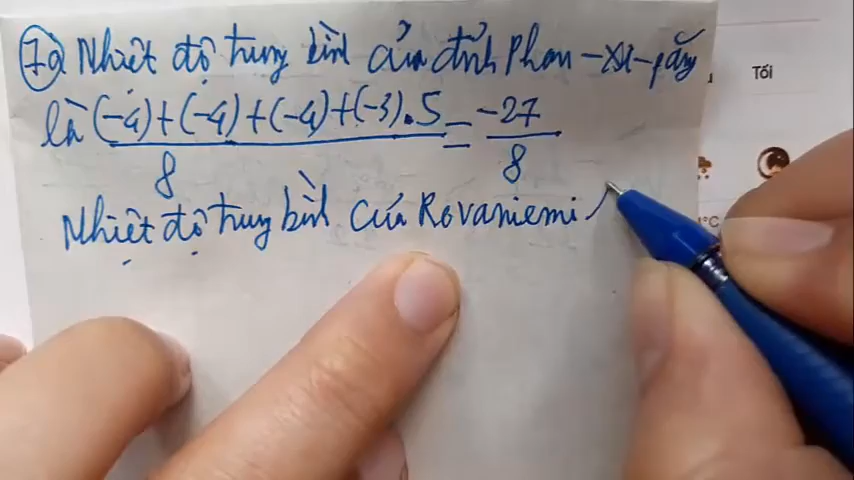 7a Nhiệt độ trung bình của đỉnh Phan-Xi-păng
là (-4)+(-4)+(-4)+(-3).5 = -27
8 8
Nhiệt độ trung bình của Rovaniemi
Tối
°C